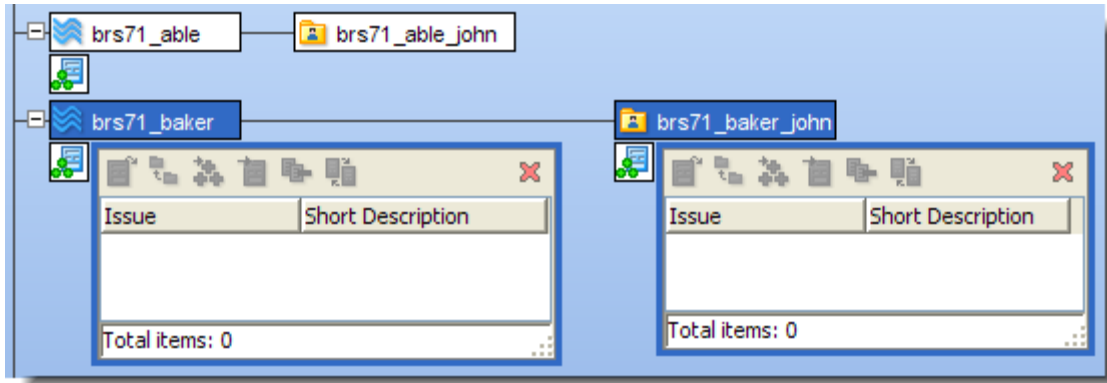 brs71_able brs71_able_john
brs71_baker brs71_baker_john
Issue Short Description Issue Short Description
Total items: 0 Total items: 0